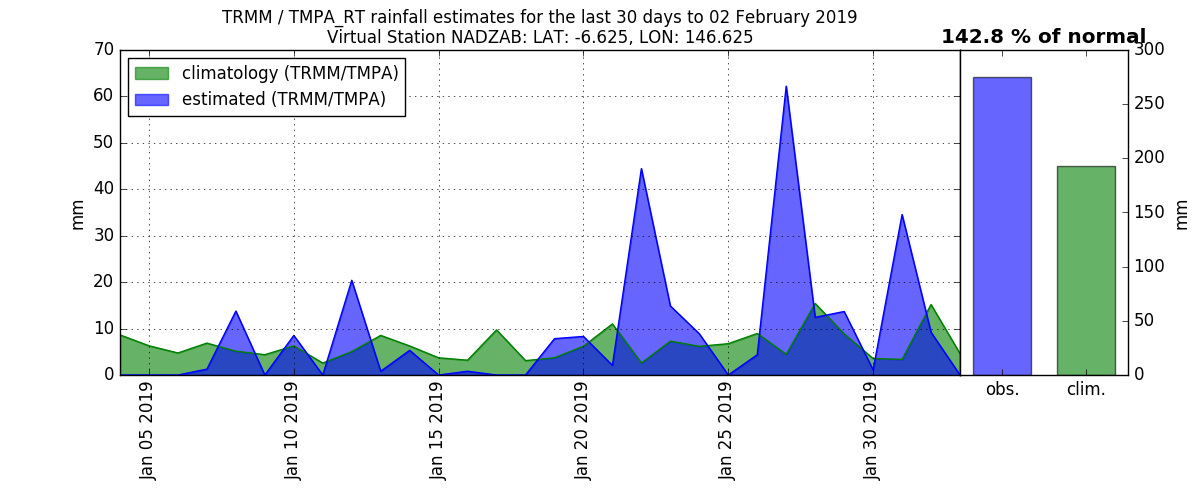 TRMM / TMPA_RT rainfall estimates for the last 30 days to 02 February 2019
Virtual Station NADZAB: LAT: -6.625, LON: 146.625
142.8 % of normal
climatology (TRMM/TMPA)
estimated (TRMM/TMPA)
70
60
50
40
30
20
10
0
mm
Jan 05 2019
Jan 10 2019
Jan 15 2019
Jan 20 2019
Jan 25 2019
Jan 30 2019
obs.
clim.
300
250
200
150
100
50
0
mm